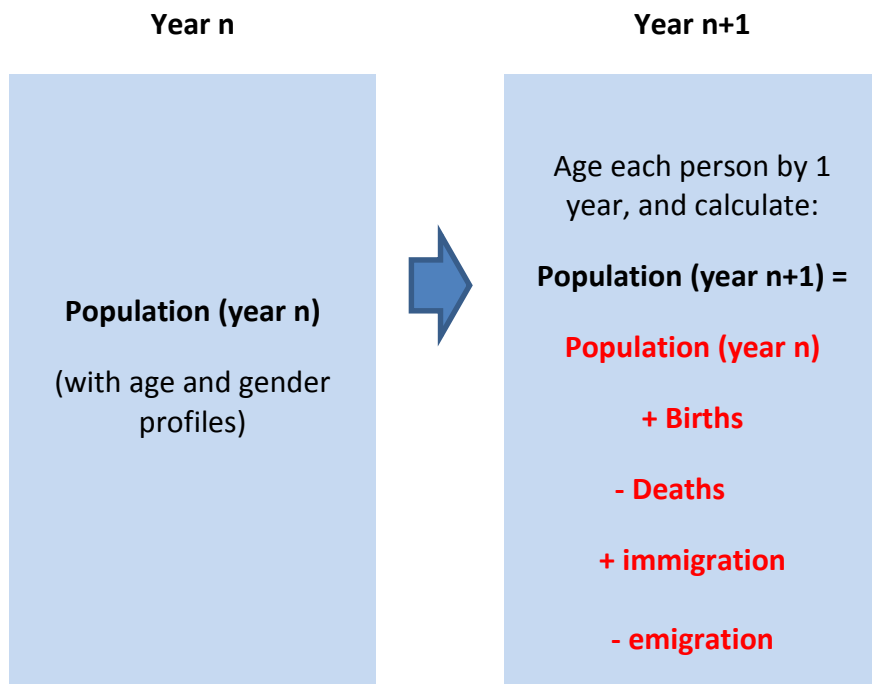 Year n
Year n+1
Population (year n)
(with age and gender
profiles)
Age each person by 1
year, and calculate:
Population (year n+1) =
Population (year n)
+ Births
- Deaths
+ immigration
- emigration